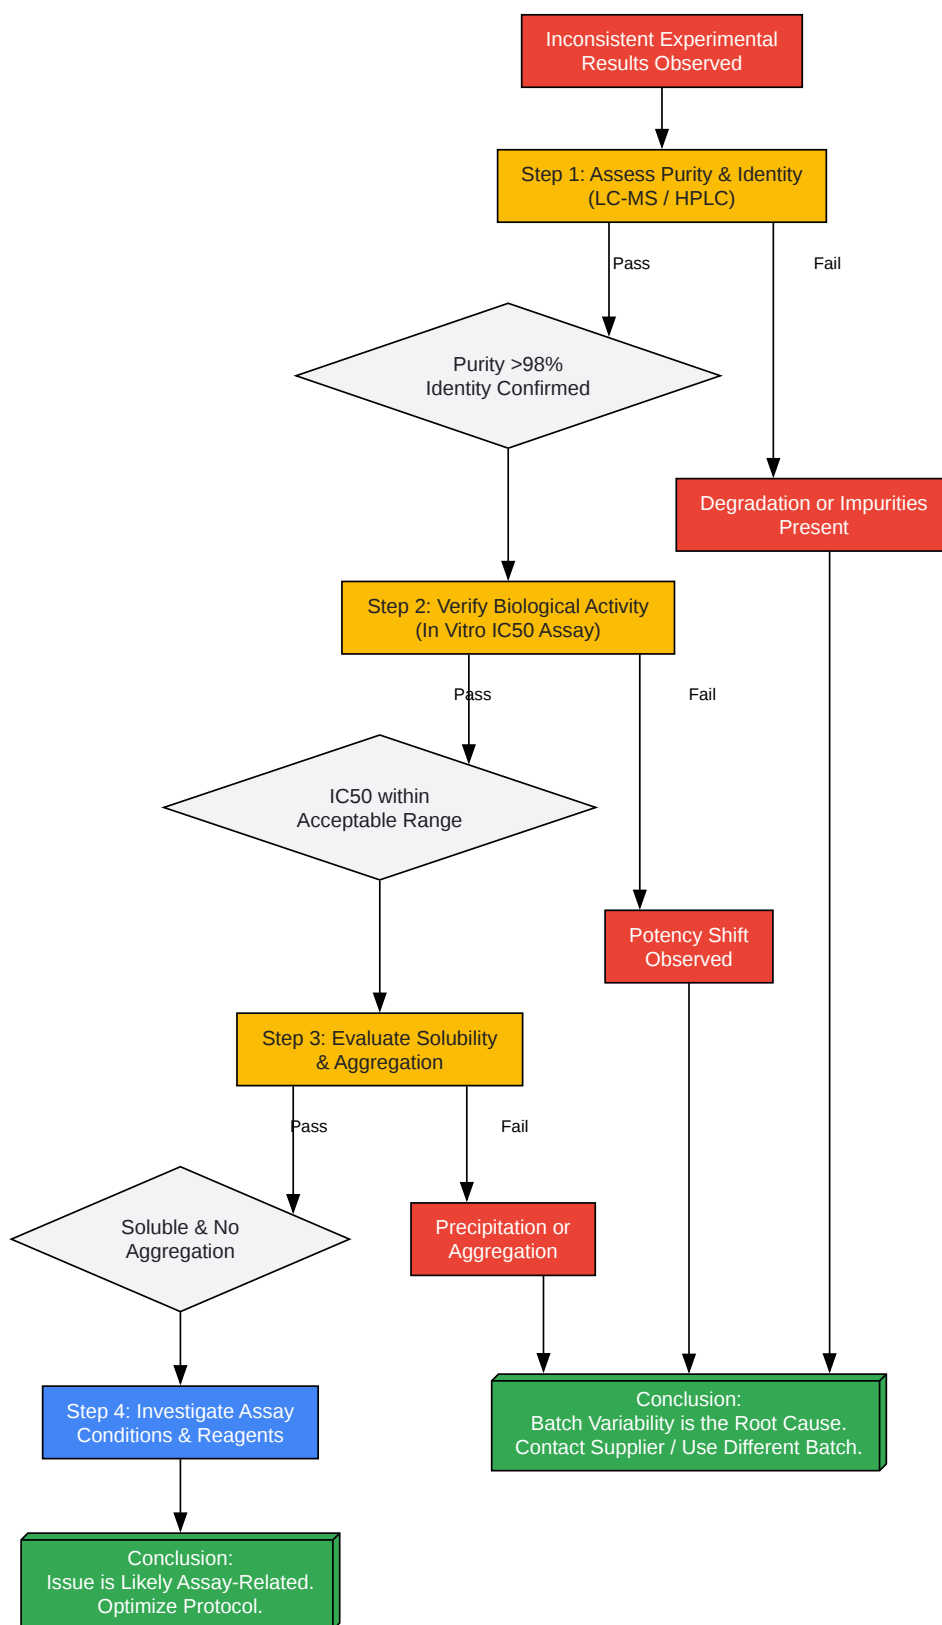 Inconsistent Experimental
Results Observed
Step 1: Assess Purity & Identity
(LC-MS / HPLC)
Pass
Fail
Purity >98%
Identity Confirmed
Degradation or Impurities
Present
Step 2: Verify Biological Activity
(In Vitro IC50 Assay)
Pass
Fail
IC50 within
Acceptable Range
Potency Shift
Observed
Step 3: Evaluate Solubility
& Aggregation
Pass
Fail
Soluble & No
Aggregation
Precipitation or
Aggregation
Step 4: Investigate Assay
Conditions & Reagents
Conclusion:
Batch Variability is the Root Cause.
Contact Supplier / Use Different Batch.
Conclusion:
Issue is Likely Assay-Related.
Optimize Protocol.